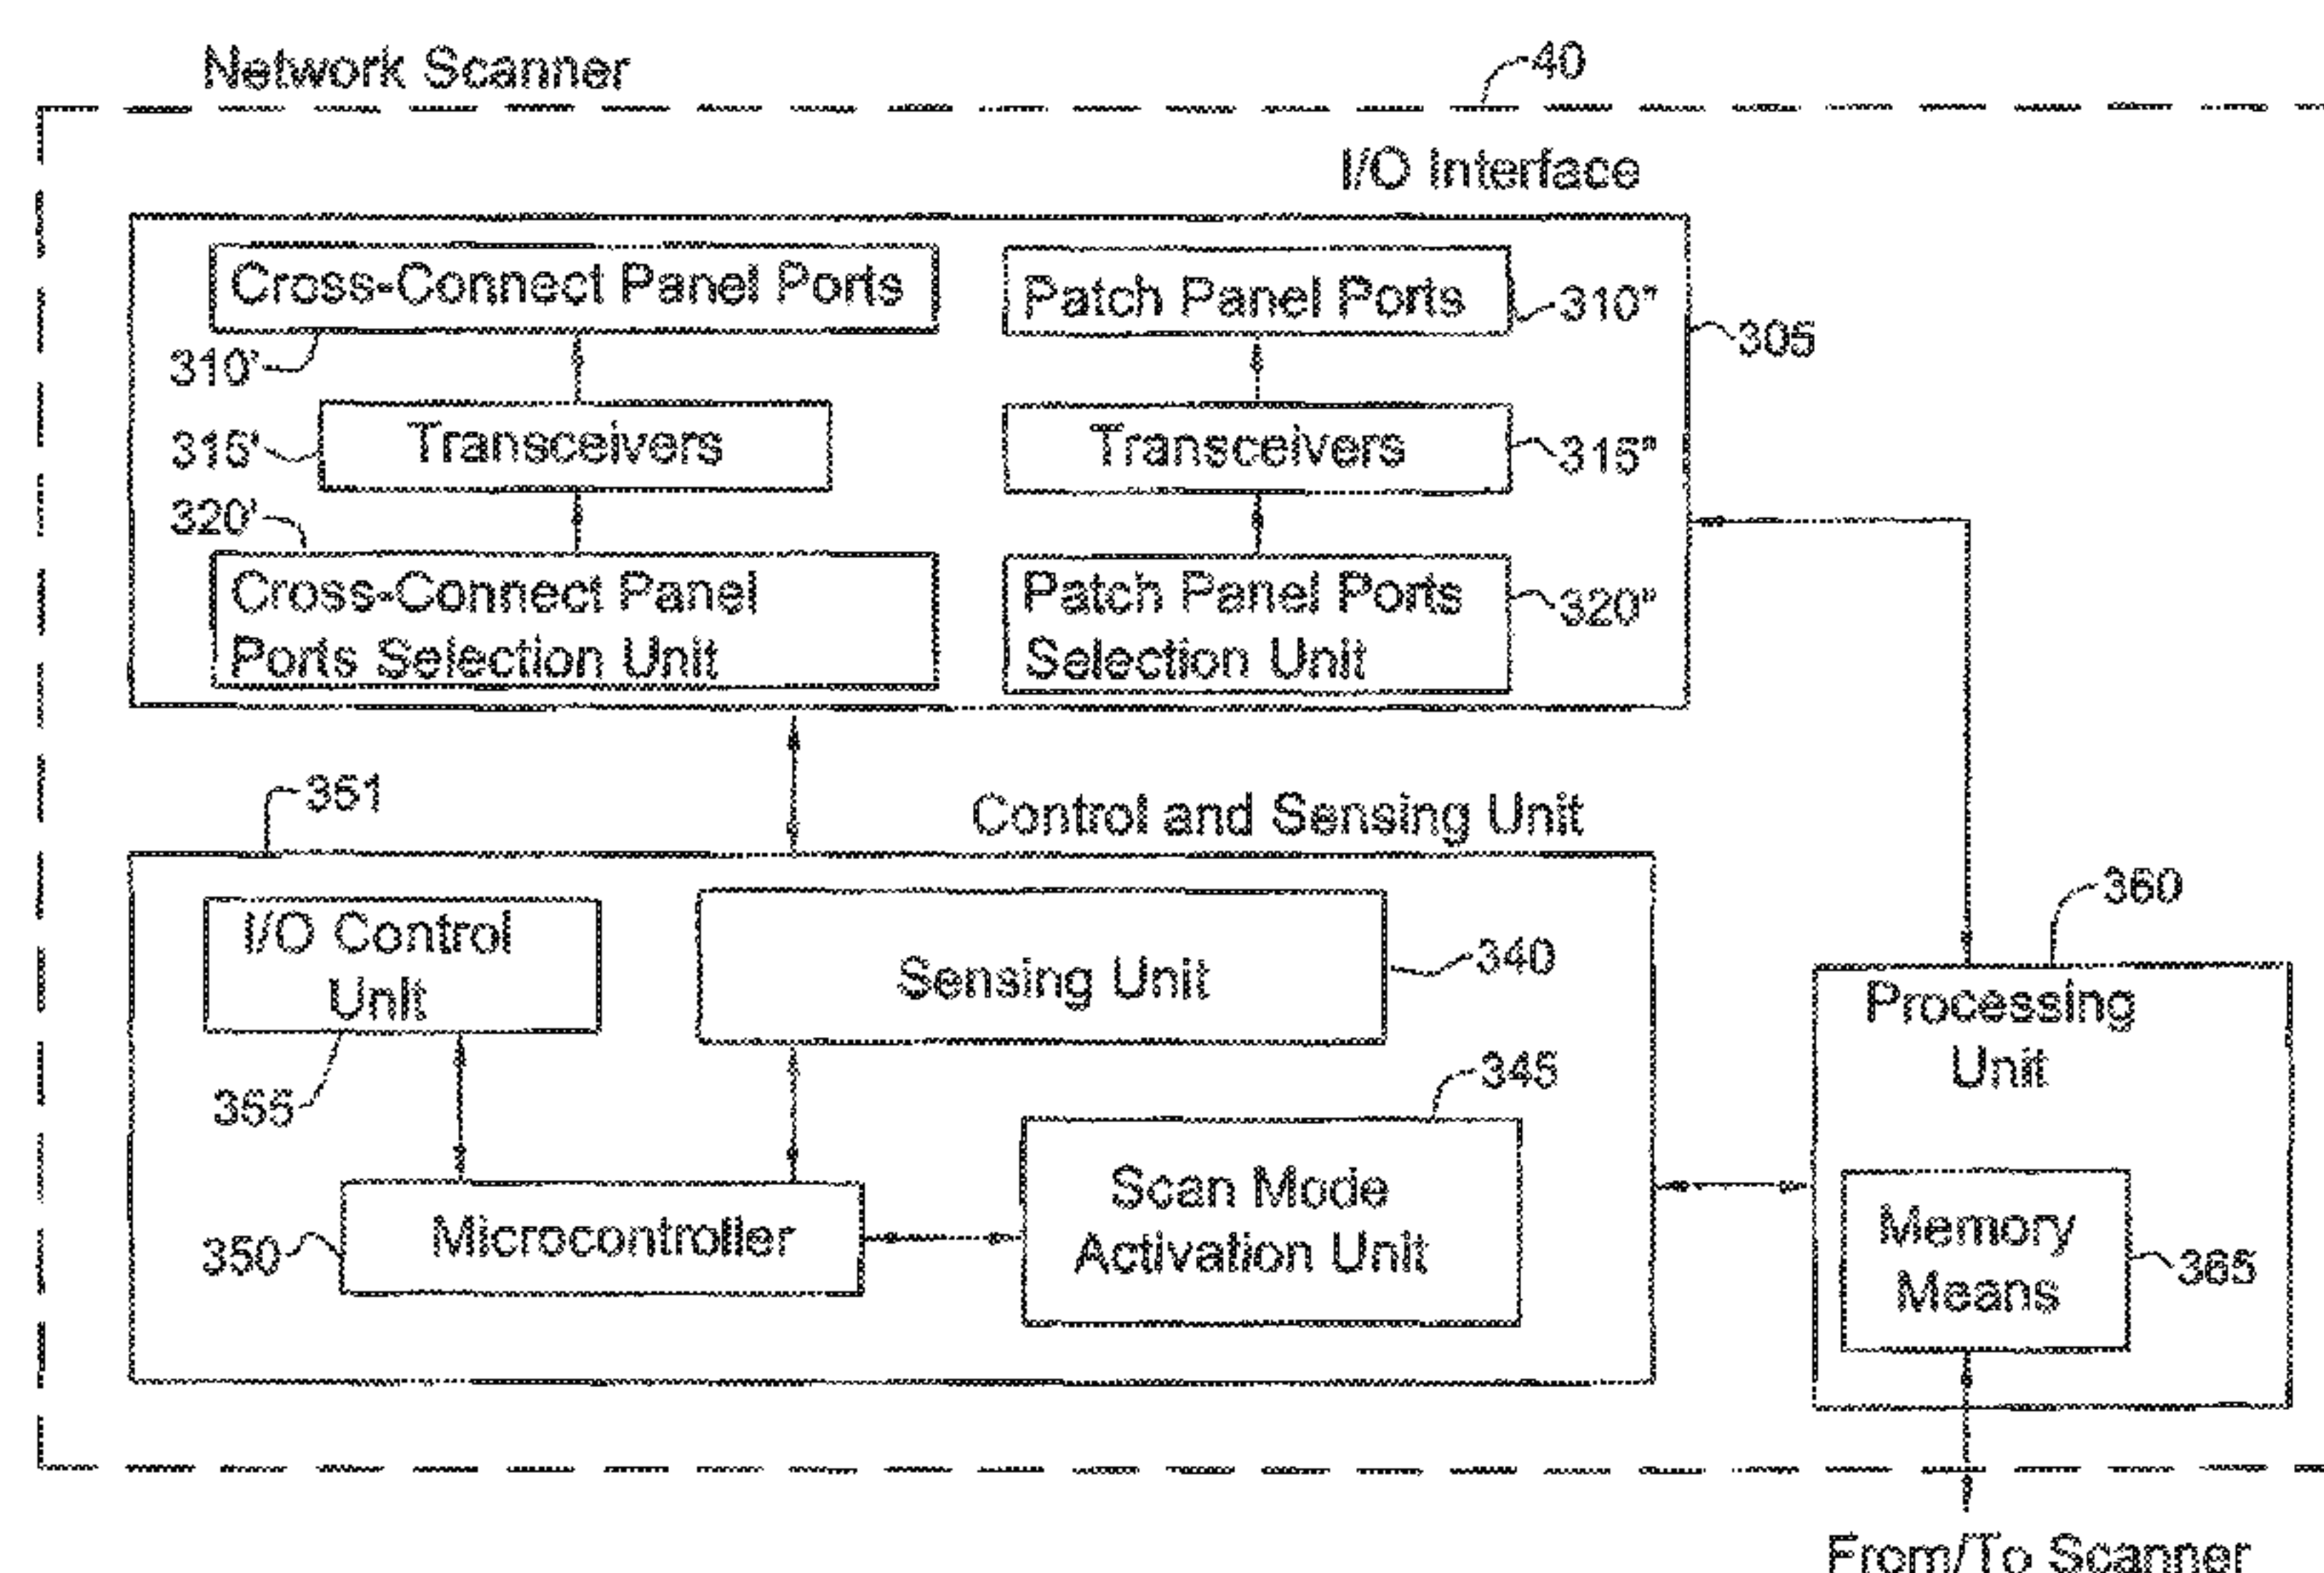 Network Scanner
40
I/O Interface
Cross-Connect Panel Ports
Patch Panel Ports
310"
305
310'
Transceivers
Transceivers
315'
315"
320'
Cross-Connect Panel
Ports Selection Unit
Patch Panel Ports
Selection Unit
320"
351
Control and Sensing Unit
I/O Control
Unit
Sensing Unit
340
360
Processing
Unit
355
345
Scan Mode
Activation Unit
Microcontroller
350
Memory
Means
365
From/To Scanner